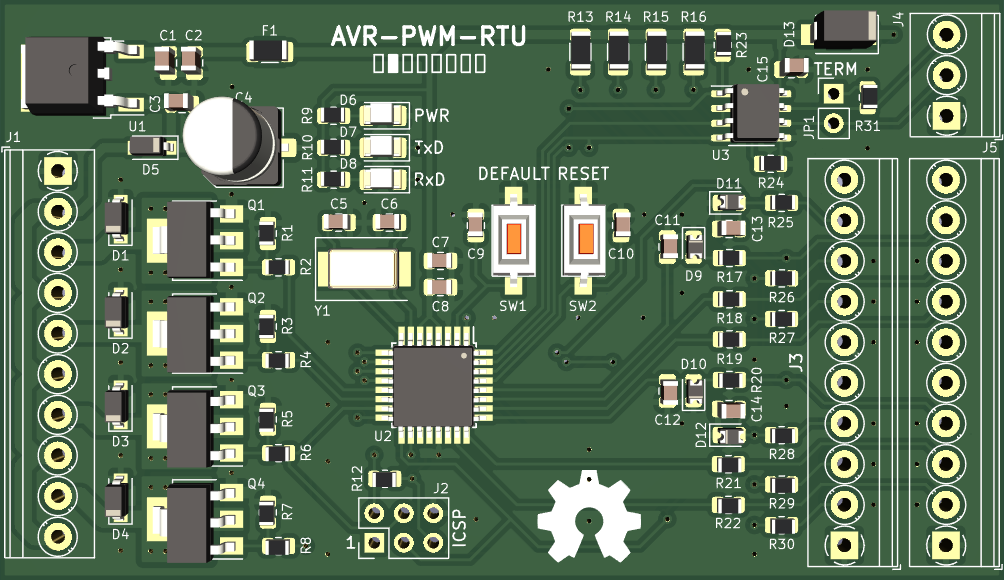 AVR-PWM-RTU
R13 R14 R15 R16
R23
D13
J4
C1 C2
F1
C15
TERM
C3
C4
R9
D6
PWR
JP1
R31
U1
R10
D7
TxD
U3
J1
D5
R11
D8
RxD
R24
J5
DEFAULT RESET
D11
D1
Q1
R1
C5 C6
C9
C10
C11
C13
R25
R2
C7
D9
R17
R26
Y1
C8
SW1
SW2
R18
D2
Q2
R3
R27
R4
R19
J3
D3
Q3
R5
U2
C12
D10
R20
C14
R6
D12
R28
R12
R21
D4
Q4
R7
J2
R29
R22
R8
1
ICSP
R30